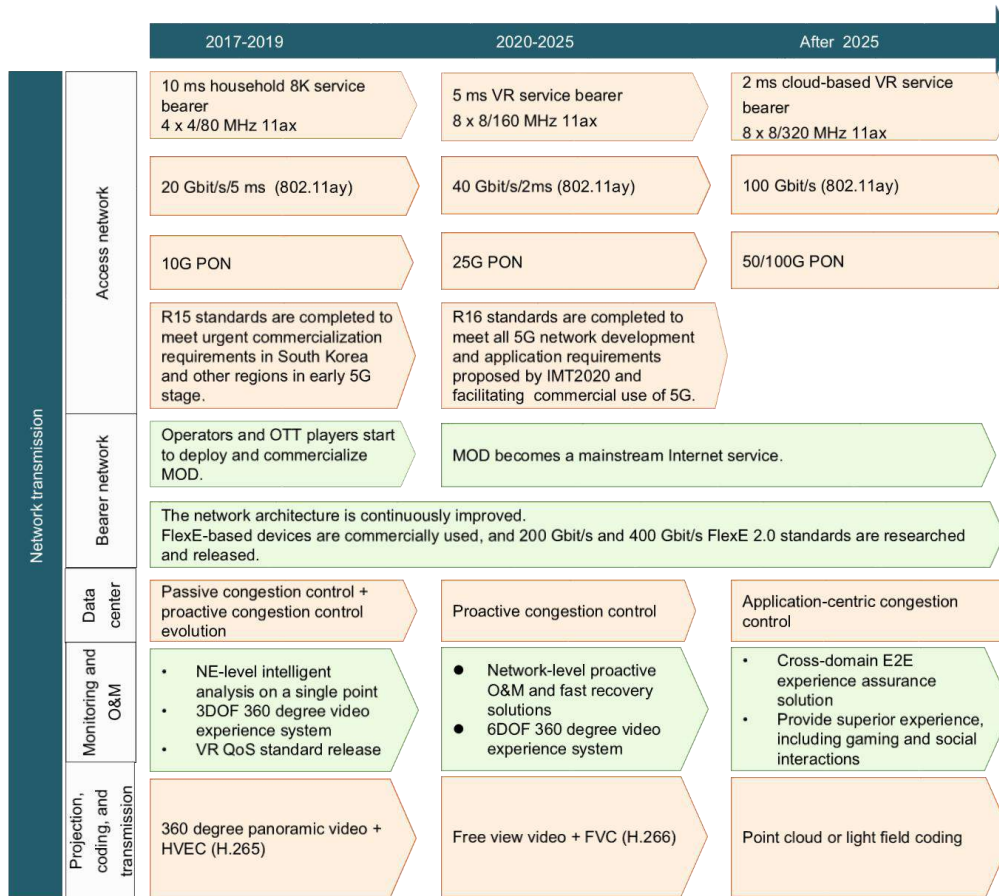 2017-2019
2020-2025
After 2025
Network transmission
Access network
10 ms household 8K service
bearer
4 x 4/80 MHz 11ax
5 ms VR service bearer
8 x 8/160 MHz 11ax
2 ms cloud-based VR service
bearer
8 x 8/320 MHz 11ax
20 Gbit/s/5 ms (802.11ay)
40 Gbit/s/2ms (802.11ay)
100 Gbit/s (802.11ay)
10G PON
25G PON
50/100G PON
R15 standards are completed to
meet urgent commercialization
requirements in South Korea
and other regions in early 5G
stage.
R16 standards are completed to
meet all 5G network development
and application requirements
proposed by IMT2020 and
facilitating commercial use of 5G.
Bearer network
Operators and OTT players start
to deploy and commercialize
MOD.
MOD becomes a mainstream Internet service.
The network architecture is continuously improved.
FlexE-based devices are commercially used, and 200 Gbit/s and 400 Gbit/s FlexE 2.0 standards are researched
and released.
Data
center
Passive congestion control +
proactive congestion control
evolution
Proactive congestion control
Application-centric congestion
control
Monitoring and
O&M
• NE-level intelligent
analysis on a single point
• 3DOF 360 degree video
experience system
• VR QoS standard release
● Network-level proactive
O&M and fast recovery
solutions
● 6DOF 360 degree video
experience system
• Cross-domain E2E
experience assurance
solution
• Provide superior experience,
including gaming and social
interactions
Projection,
coding, and
transmission
360 degree panoramic video +
HVEC (H.265)
Free view video + FVC (H.266)
Point cloud or light field coding